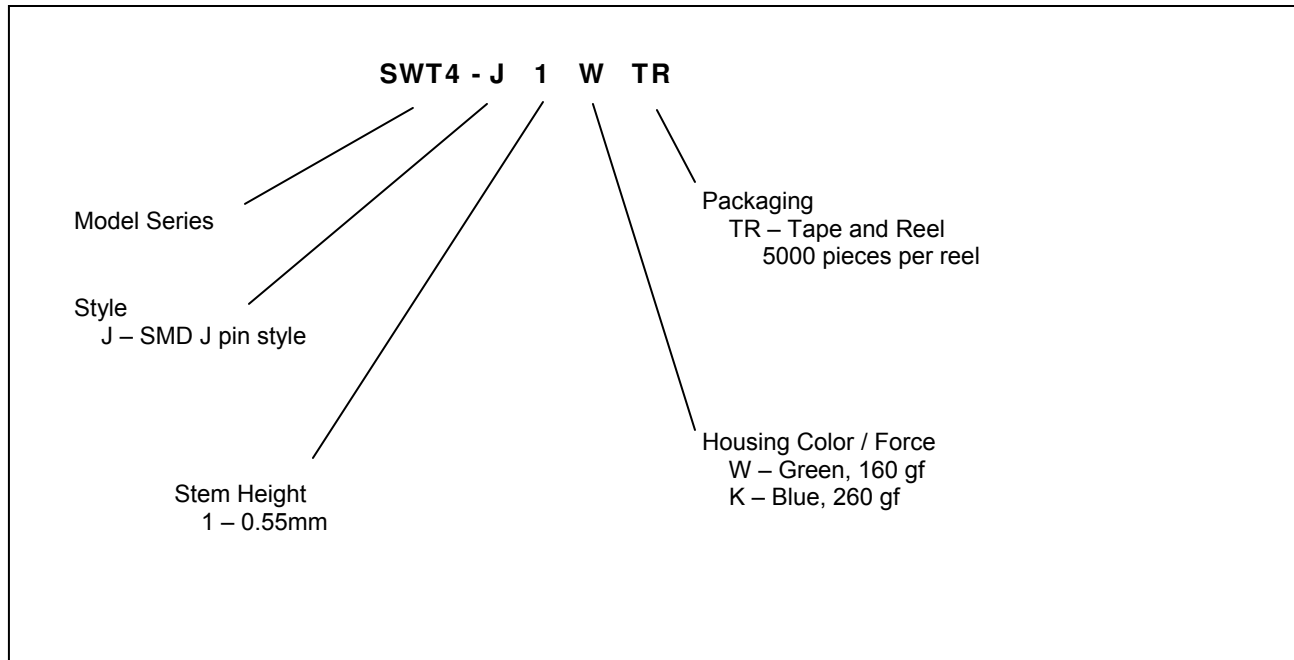 SWT4 - J 1 W TR
Model Series
Packaging
TR – Tape and Reel
5000 pieces per reel
Style
J – SMD J pin style
Housing Color / Force
W – Green, 160 gf
K – Blue, 260 gf
Stem Height
1 – 0.55mm